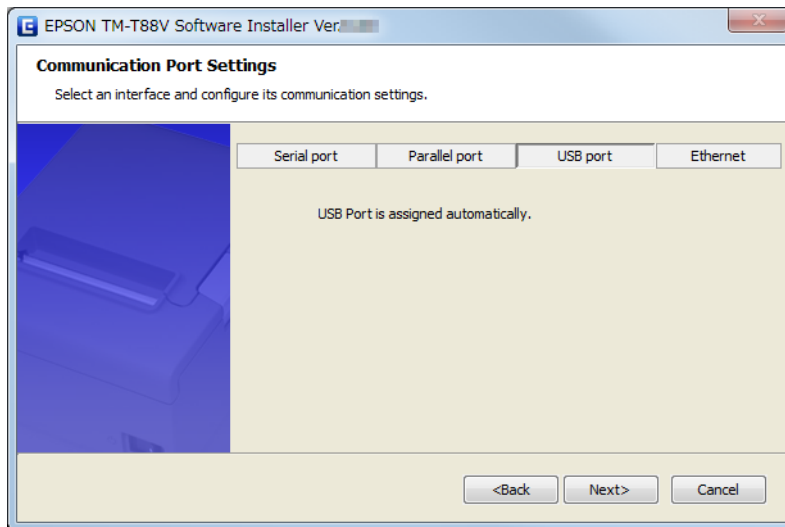 EPSON TM-T88V Software Installer Ver.
Communication Port Settings
Select an interface and configure its communication settings.
Serial port Parallel port USB port Ethernet
USB Port is assigned automatically.
<Back Next> Cancel